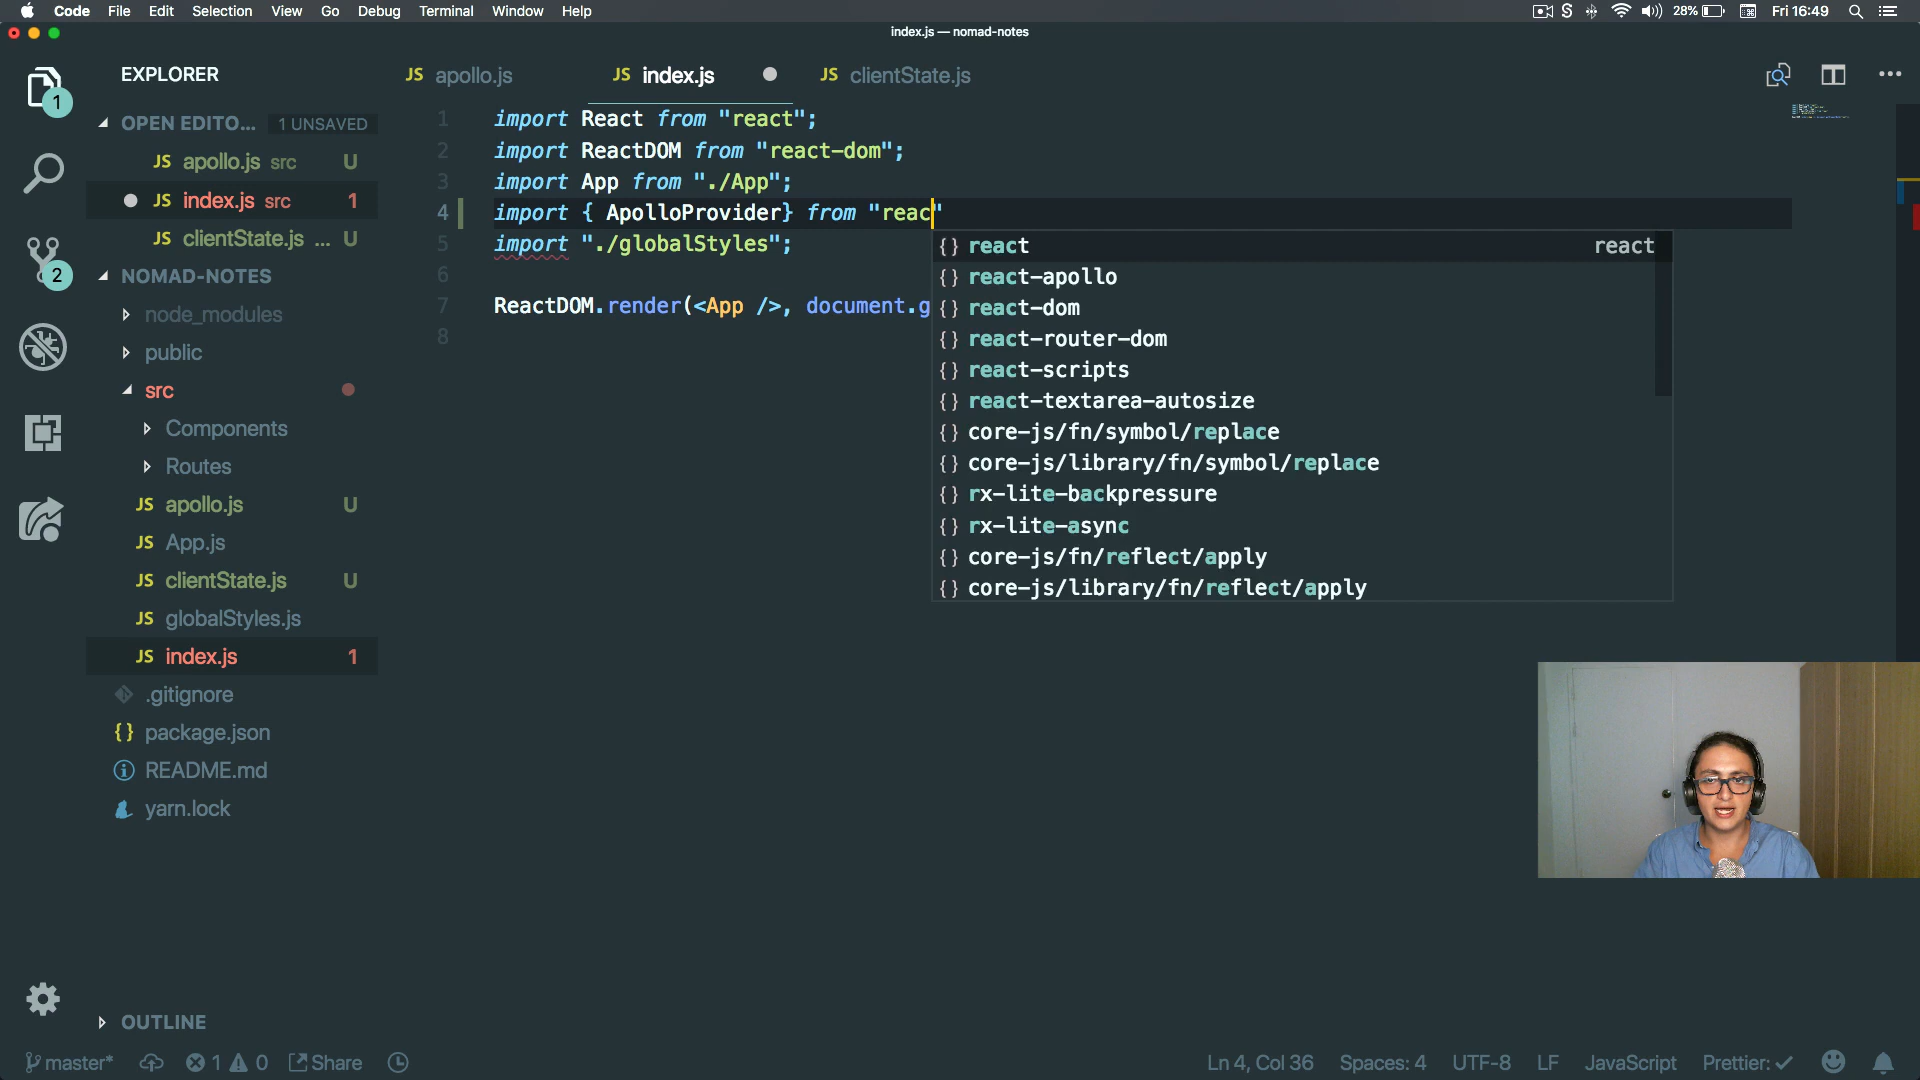 Code File Edit Selection View Go Debug Terminal Window Help 28% Fri 16:49
index.js — nomad-notes
EXPLORER
JS apollo.js JS index.js JS clientState.js
1
OPEN EDITO... 1 UNSAVED
JS apollo.js src U
JS index.js src 1
JS clientState.js ... U
2
NOMAD-NOTES
node_modules
public
src
Components
Routes
JS apollo.js U
JS App.js
JS clientState.js U
JS globalStyles.js
JS index.js 1
.gitignore
{} package.json
README.md
yarn.lock
OUTLINE
1 import React from "react";
2 import ReactDOM from "react-dom";
3 import App from "./App";
4 import { ApolloProvider} from "reac"
5 import "./globalStyles";
6
7 ReactDOM.render(<App />, document.g
8
{} react react
{} react-apollo
{} react-dom
{} react-router-dom
{} react-scripts
{} react-textarea-autosize
{} core-js/fn/symbol/replace
{} core-js/library/fn/symbol/replace
{} rx-lite-backpressure
{} rx-lite-async
{} core-js/fn/reflect/apply
{} core-js/library/fn/reflect/apply
master* 1 0 Share Ln 4, Col 36 Spaces: 4 UTF-8 LF JavaScript Prettier: ✓